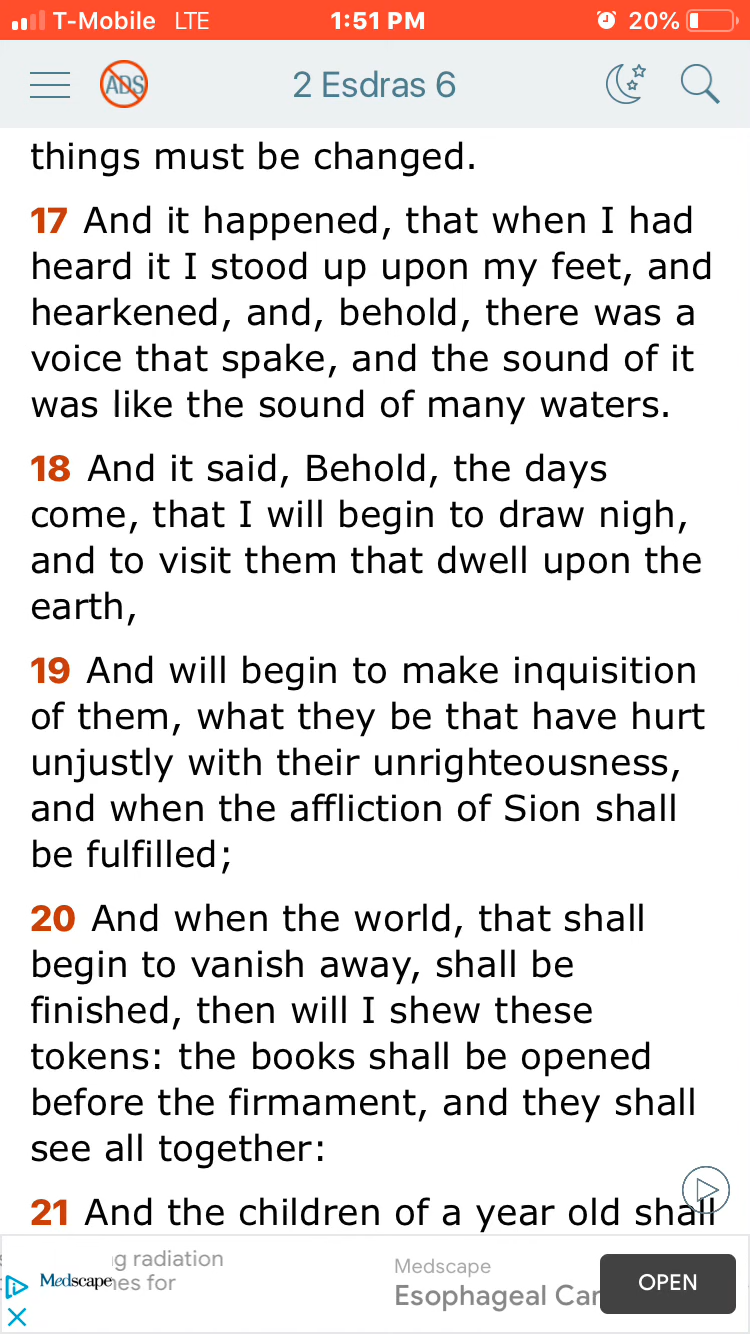 T-Mobile LTE 1:51 PM 20%
ADS 2 Esdras 6
things must be changed.
17 And it happened, that when I had
heard it I stood up upon my feet, and
hearkened, and, behold, there was a
voice that spake, and the sound of it
was like the sound of many waters.
18 And it said, Behold, the days
come, that I will begin to draw nigh,
and to visit them that dwell upon the
earth,
19 And will begin to make inquisition
of them, what they be that have hurt
unjustly with their unrighteousness,
and when the affliction of Sion shall
be fulfilled;
20 And when the world, that shall
begin to vanish away, shall be
finished, then will I shew these
tokens: the books shall be opened
before the firmament, and they shall
see all together:
21 And the children of a year old shall
radiation
Medscape for
Medscape
Esophageal
OPEN